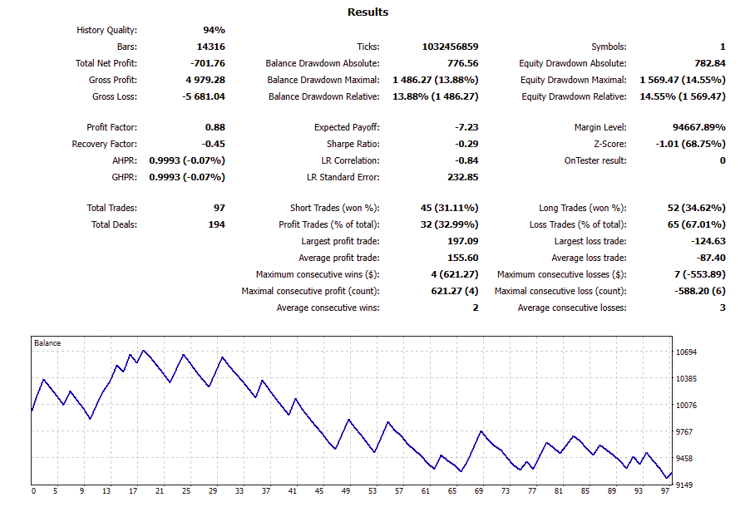 Results
History Quality: 94%
Bars: 14316 Ticks: 1032456859 Symbols: 1
Total Net Profit: -701.76 Balance Drawdown Absolute: 776.56 Equity Drawdown Absolute: 782.84
Gross Profit: 4 979.28 Balance Drawdown Maximal: 1 486.27 (13.88%) Equity Drawdown Maximal: 1 569.47 (14.55%)
Gross Loss: -5 681.04 Balance Drawdown Relative: 13.88% (1 486.27) Equity Drawdown Relative: 14.55% (1 569.47)
Profit Factor: 0.88 Expected Payoff: -7.23 Margin Level: 94667.89%
Recovery Factor: -0.45 Sharpe Ratio: -0.29 Z-Score: -1.01 (68.75%)
AHPR: 0.9993 (-0.07%) LR Correlation: -0.84 OnTester result: 0
GHPR: 0.9993 (-0.07%) LR Standard Error: 232.85
Total Trades: 97 Short Trades (won %): 45 (31.11%) Long Trades (won %): 52 (34.62%)
Total Deals: 194 Profit Trades (% of total): 32 (32.99%) Loss Trades (% of total): 65 (67.01%)
Largest profit trade: 197.09 Largest loss trade: -124.63
Average profit trade: 155.60 Average loss trade: -87.40
Maximum consecutive wins ($): 4 (621.27) Maximum consecutive losses ($): 7 (-553.89)
Maximal consecutive profit (count): 621.27 (4) Maximal consecutive loss (count): -588.20 (6)
Average consecutive wins: 2 Average consecutive losses: 3
Balance
10694
10385
10076
9767
9458
9149
0 5 9 13 17 21 25 29 33 37 41 45 49 53 57 61 65 69 73 77 81 85 89 93 97